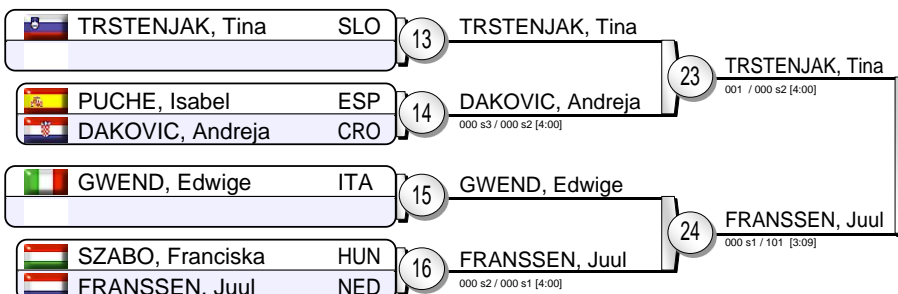 TRSTENJAK, Tina SLO
PUCHE, Isabel ESP
DAKOVIC, Andreja CRO
GWEND, Edwige ITA
SZABO, Franciska HUN
FRANSSEN, Juul NED
13
TRSTENJAK, Tina
14
DAKOVIC, Andreja
000 s3 / 000 s2 [4:00]
15
GWEND, Edwige
16
FRANSSEN, Juul
000 s2 / 000 s1 [4:00]
23
TRSTENJAK, Tina
001 / 000 s2 [4:00]
24
FRANSSEN, Juul
000 s1 / 101 [3:09]